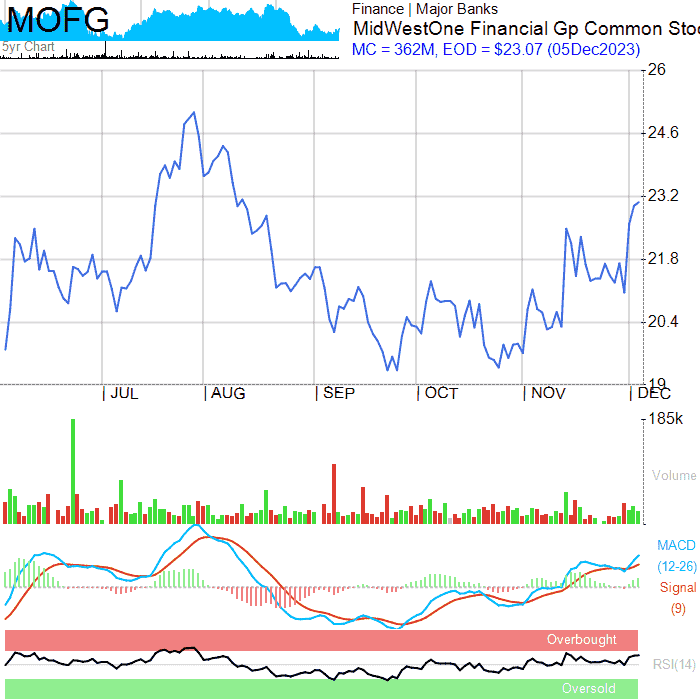 MOFG
5yr Chart
Finance | Major Banks
MidWestOne Financial Gp Common Stoc
MC = 362M, EOD = $23.07 (05Dec2023)
26
24.6
23.2
21.8
20.4
19
| JUL | AUG | SEP | OCT | NOV | DEC
185k
Volume
MACD
(12-26)
Signal
(9)
Overbought
RSI(14)
Oversold